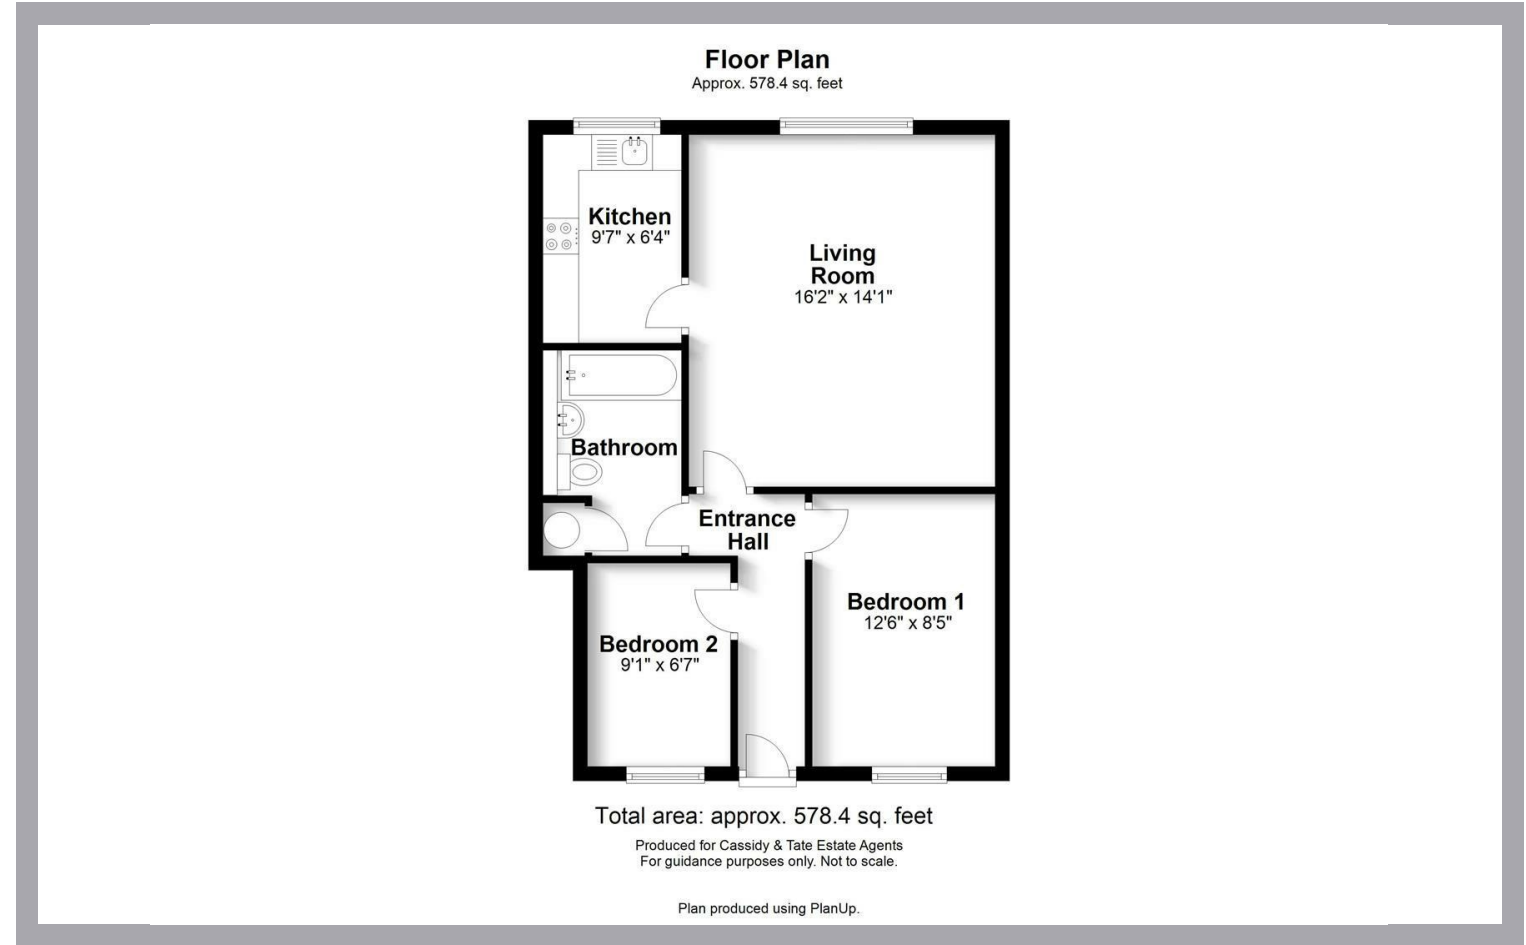 Floor Plan
Approx. 578.4 sq. feet
Kitchen
9'7" x 6'4"
Living
Room
16'2" x 14'1"
Bathroom
Entrance
Hall
Bedroom 1
12'6" x 8'5"
Bedroom 2
9'1" x 6'7"
Total area: approx. 578.4 sq. feet
Produced for Cassidy & Tate Estate Agents
For guidance purposes only. Not to scale.
Plan produced using PlanUp.